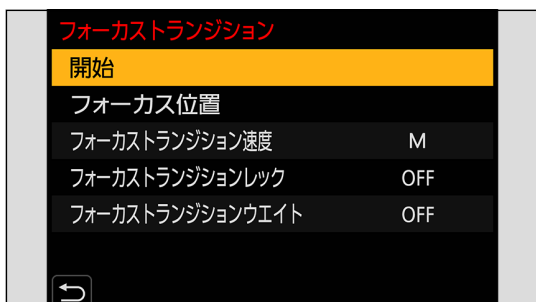 フォーカストランジション
開始
フォーカス位置
フォーカストランジション速度 M
フォーカストランジションレック OFF
フォーカストランジションウエイト OFF